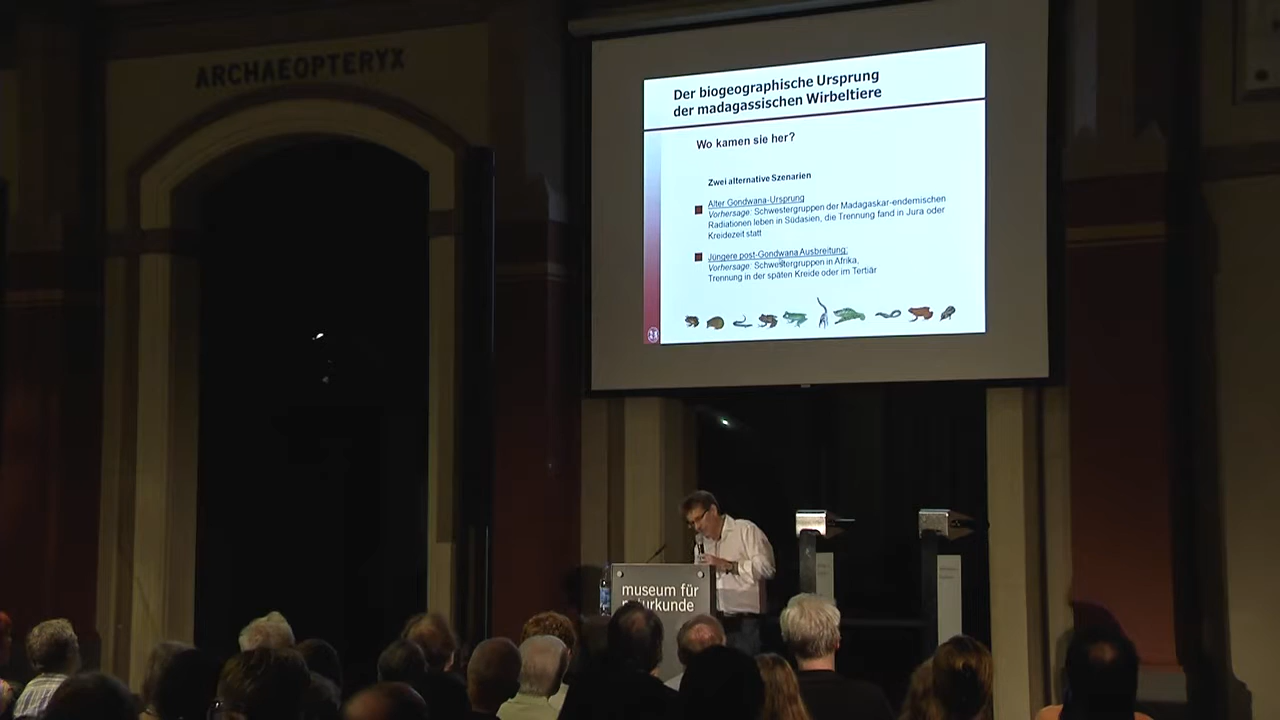 ARCHAEOPTERYX
Der biogeographische Ursprung
der madagassischen Wirbeltiere
Wo kamen sie her?
Zwei alternative Szenarien
Alter Gondwana-Ursprung
Vorhersage: Schwestergruppen der Madagaskar-endemischen
Radiationen leben in Südasien, die Trennung fand in Jura oder
Kreidezeit statt
Jüngere post-Gondwana Ausbreitung:
Vorhersage: Schwestergruppen in Afrika,
Trennung in der späten Kreide oder im Tertiär
museum für
naturkunde